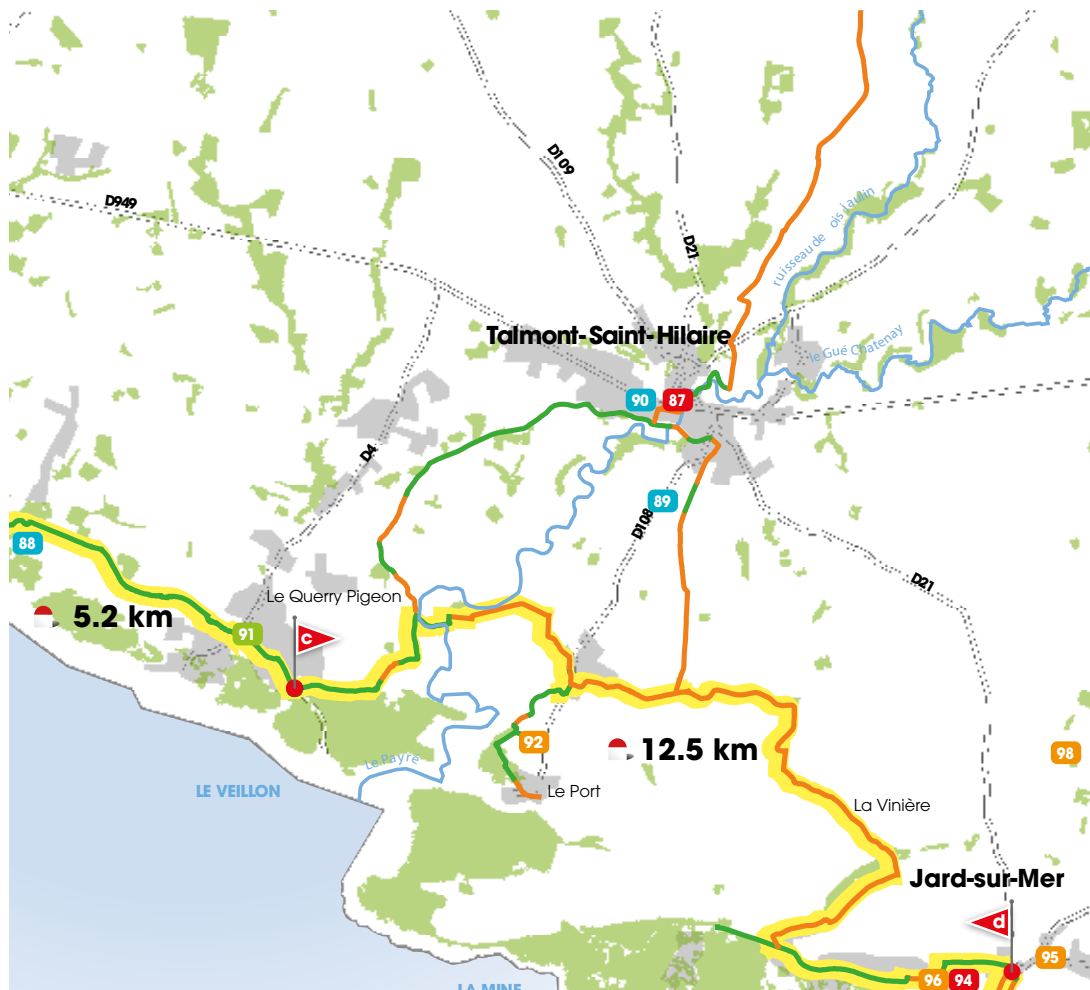 D109
D949
D21
ruisseau de ois jaulin
Talmont-Saint-Hilaire
le Gué Chatenay
90
87
D4
89
D108
88
D21
Le Querry Pigeon
5.2 km
91
c
92
12.5 km
98
Le Payré
LE VEILLON
Le Port
La Vinière
Jard-sur-Mer
d
95
96
94
LA MINE